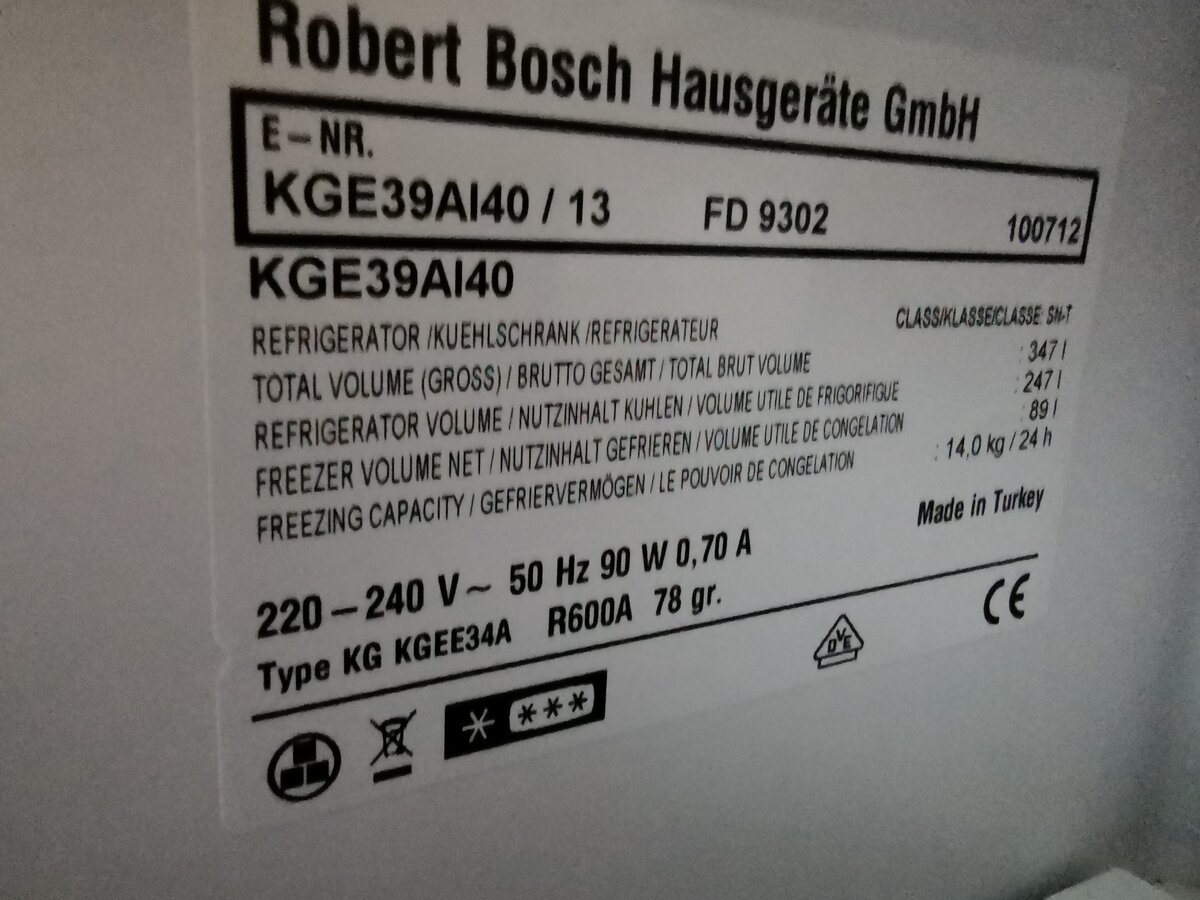 Robert Bosch Hausgeräte GmbH
E-NR.
KGE39AI40 / 13 FD 9302 100712
KGE39AI40
REFRIGERATOR /KUEHLSCHRANK /REFRIGERATEUR CLASS/KLASSE/CLASSE: SN-T
TOTAL VOLUME (GROSS) / BRUTTO GESAMT / TOTAL BRUT VOLUME : 347 l
REFRIGERATOR VOLUME / NUTZINHALT KUHLEN / VOLUME UTILE DE FRIGORIFIQUE : 247 l
FREEZER VOLUME NET / NUTZINHALT GEFRIEREN / VOLUME UTILE DE CONGELATION : 89 l
FREEZING CAPACITY / GEFRIERVERMÖGEN / LE POUVOIR DE CONGELATION : 14,0 kg / 24 h
Made in Turkey
220-240 V~ 50 Hz 90 W 0,70 A
Type KG KGEE34A R600A 78 gr.
DVE
CE